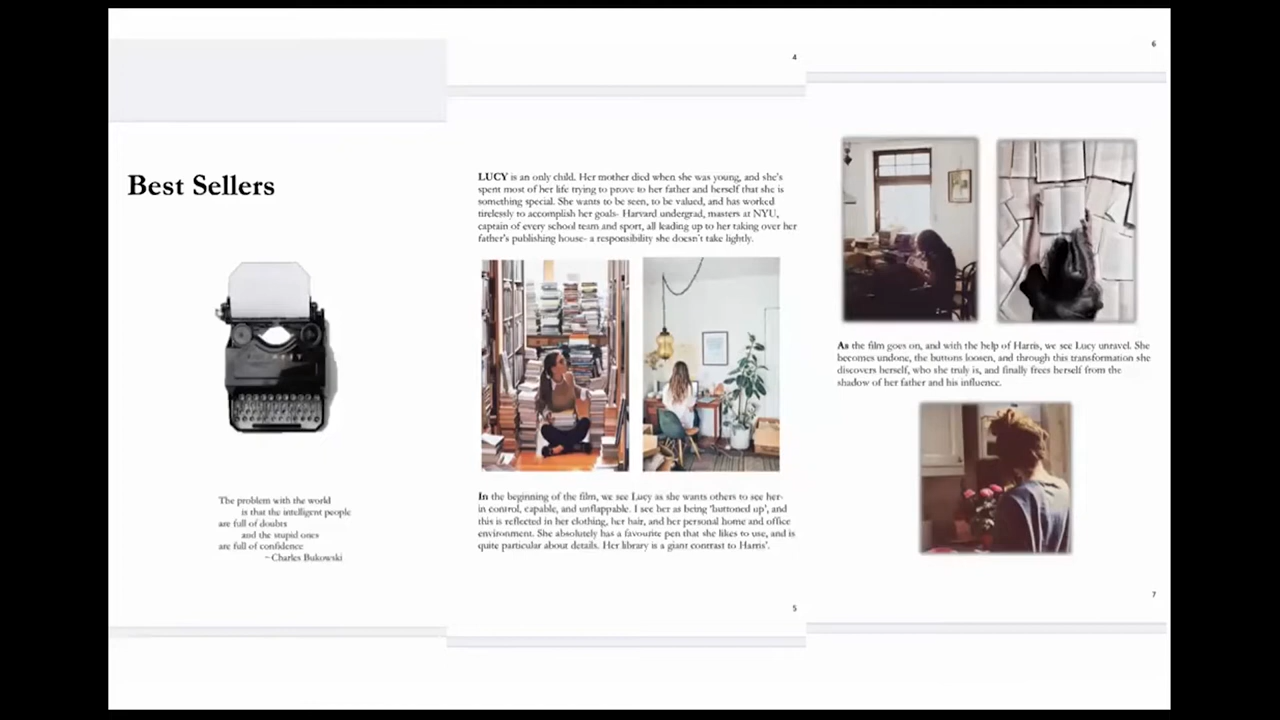 Best Sellers
The problem with the world
is that the intelligent people
are full of doubts
and the stupid ones
are full of confidence
~Charles Bukowski
4
LUCY is an only child. Her mother died when she was young, and she's
spent most of her life trying to prove to her father and herself that she is
something special. She wants to be seen, to be valued, and has worked
tirelessly to accomplish her goals- Harvard undergrad, masters at NYU,
captain of every school team and sport, all leading up to her taking over her
father's publishing house- a responsibility she doesn't take lightly.
In the beginning of the film, we see Lucy as she wants others to see her-
in control, capable, and unflappable. I see her as being 'buttoned up', and
this is reflected in her clothing, her hair, and her personal home and office
environment. She absolutely has a favourite pen that she likes to use, and is
quite particular about details. Her library is a giant contrast to Harris'.
5
6
As the film goes on, and with the help of Harris, we see Lucy unravel. She
becomes undone, the buttons loosen, and through this transformation she
discovers herself, who she truly is, and finally frees herself from the
shadow of her father and his influence.
7